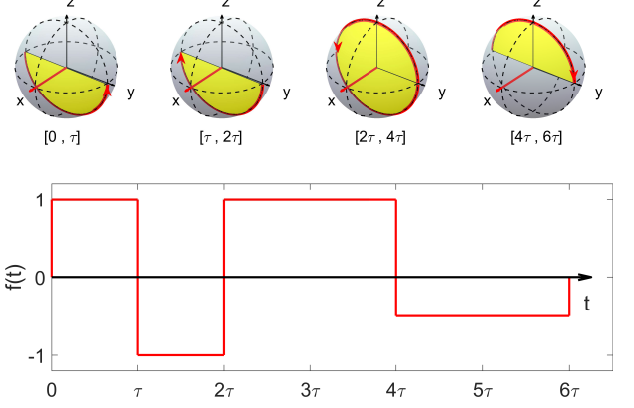 z z z z
x y x y x y x y
[0 , τ] [τ , 2τ] [2τ , 4τ] [4τ , 6τ]
1
0
-1
f(t)
t
0 τ 2τ 3τ 4τ 5τ 6τ